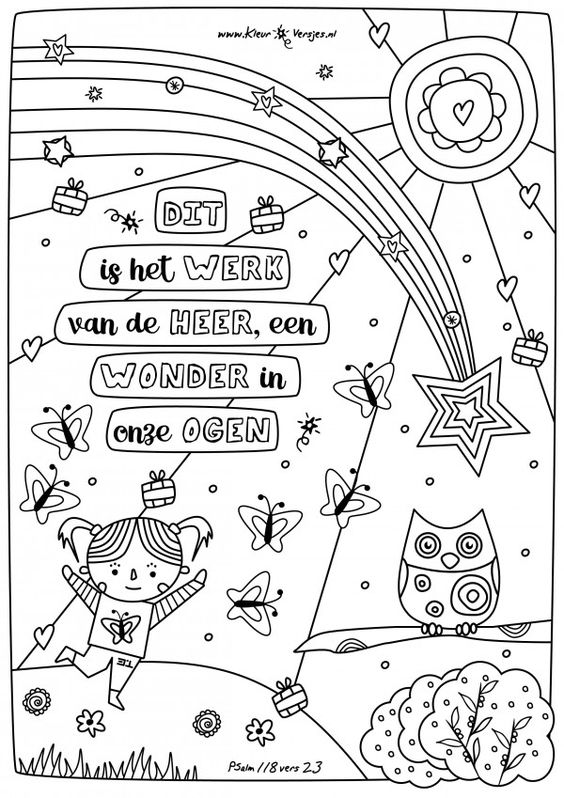 www.KleurVersjes.nl
DIT
is het WERK
van de HEER, een
WONDER in
onze OGEN
T.E.
Psalm 118 vers 23